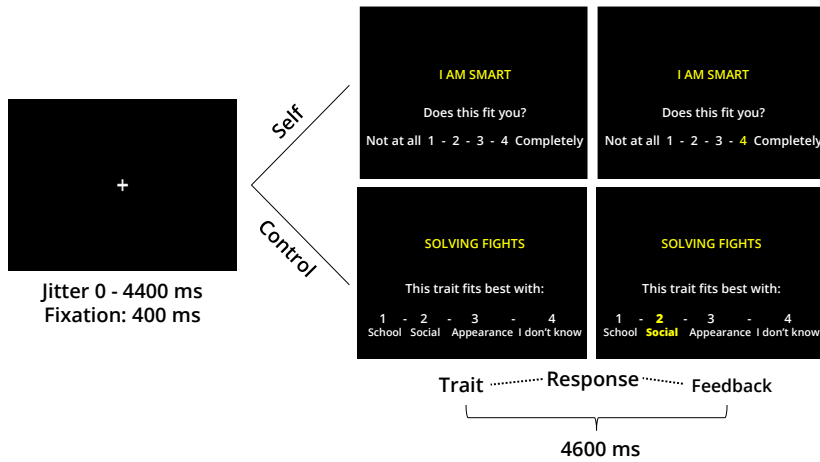 +
Jitter 0 - 4400 ms
Fixation: 400 ms
Self
Control
I AM SMART
Does this fit you?
Not at all 1 - 2 - 3 - 4 Completely
I AM SMART
Does this fit you?
Not at all 1 - 2 - 3 - 4 Completely
SOLVING FIGHTS
This trait fits best with:
1 - 2 - 3 - 4
School Social Appearance I don't know
SOLVING FIGHTS
This trait fits best with:
1 - 2 - 3 - 4
School Social Appearance I don't know
Trait Response Feedback
4600 ms